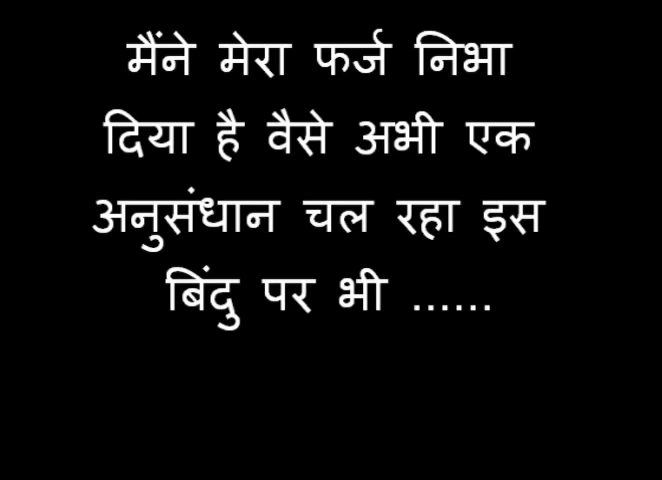 मैंने मेरा फर्ज निभा
दिया है वैसे अभी एक
अनुसंधान चल रहा इस
बिंदु पर भी ......